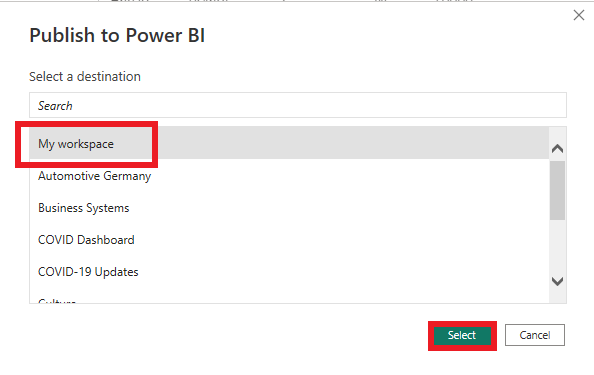 Publish to Power BI
Select a destination
Search
My workspace
Automotive Germany
Business Systems
COVID Dashboard
COVID-19 Updates
Culture
Select
Cancel